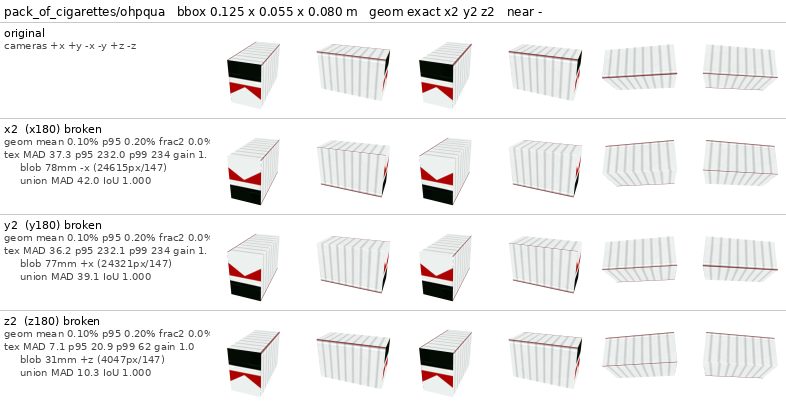 pack_of_cigarettes/ohpqua bbox 0.125 x 0.055 x 0.080 m geom exact x2 y2 z2 near -
original
cameras +x +y -x -y +z -z
x2 (x180) broken
geom mean 0.10% p95 0.20% frac2 0.0%
tex MAD 37.3 p95 232.0 p99 234 gain 1.
blob 78mm -x (24615px/147)
union MAD 42.0 IoU 1.000
y2 (y180) broken
geom mean 0.10% p95 0.20% frac2 0.0%
tex MAD 36.2 p95 232.1 p99 234 gain 1.
blob 77mm +x (24321px/147)
union MAD 39.1 IoU 1.000
z2 (z180) broken
geom mean 0.10% p95 0.20% frac2 0.0%
tex MAD 7.1 p95 20.9 p99 62 gain 1.0
blob 31mm +z (4047px/147)
union MAD 10.3 IoU 1.000